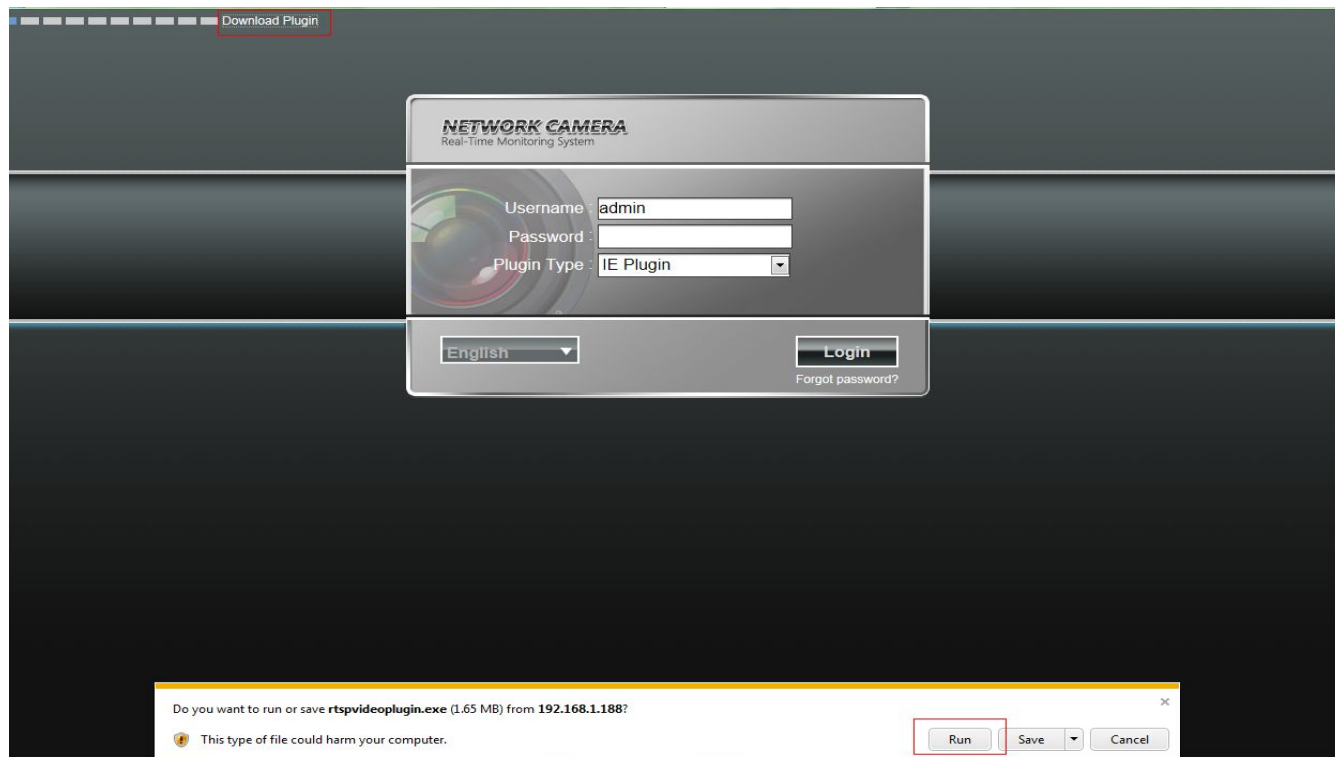 Download Plugin
NETWORK CAMERA
Real-Time Monitoring System
Username : admin
Password :
Plugin Type : IE Plugin
English
Login
Forgot password?
Do you want to run or save rtspvideoplugin.exe (1.65 MB) from 192.168.1.188?
This type of file could harm your computer.
Run Save Cancel